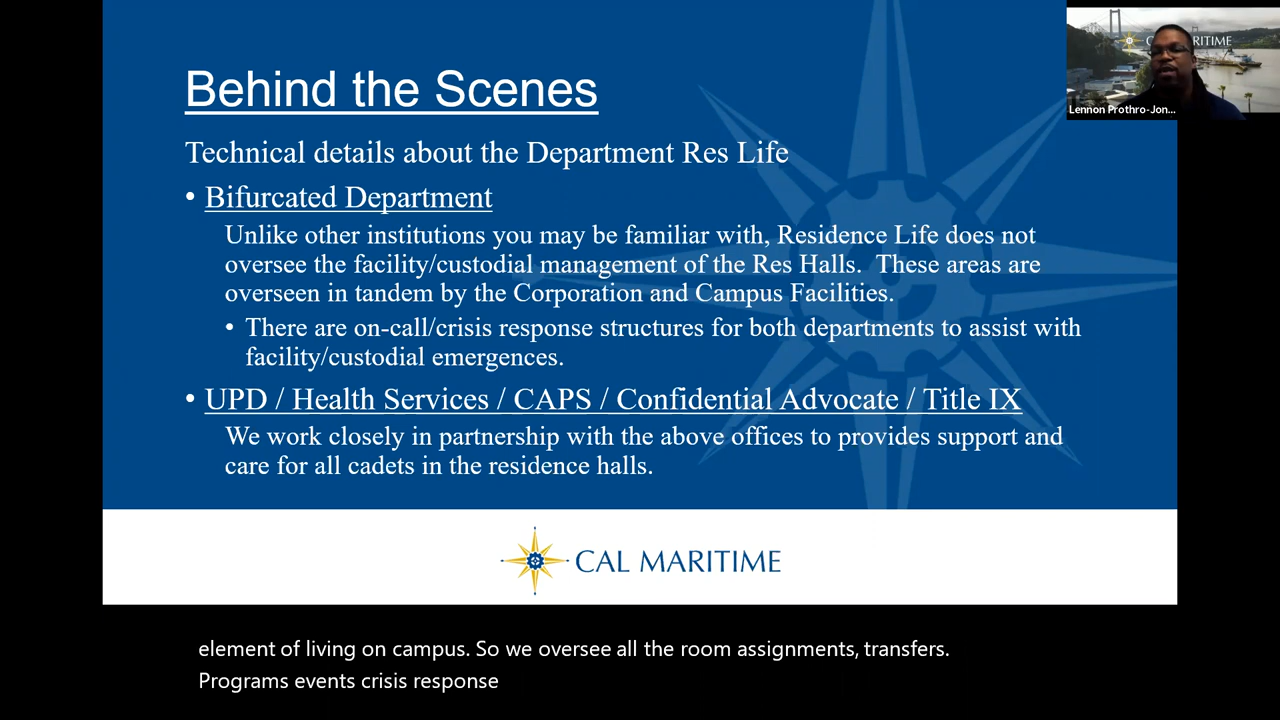 Behind the Scenes
Technical details about the Department Res Life
• Bifurcated Department
Unlike other institutions you may be familiar with, Residence Life does not
oversee the facility/custodial management of the Res Halls.  These areas are
overseen in tandem by the Corporation and Campus Facilities.
• There are on-call/crisis response structures for both departments to assist with
facility/custodial emergences.
• UPD / Health Services / CAPS / Confidential Advocate / Title IX
We work closely in partnership with the above offices to provides support and
care for all cadets in the residence halls.
CAL MARITIME
RITIME
Lennon Prothro-Jon...
element of living on campus. So we oversee all the room assignments, transfers.
Programs events crisis response